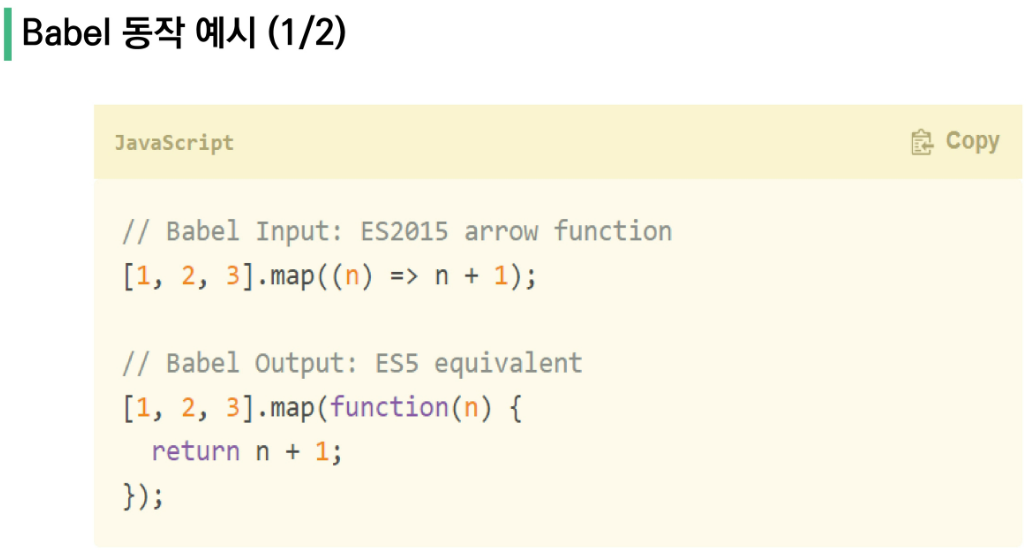 Babel 동작 예시 (1/2)
JavaScript
Copy
// Babel Input: ES2015 arrow function
[1, 2, 3].map((n) => n + 1);
// Babel Output: ES5 equivalent
[1, 2, 3].map(function(n) {
  return n + 1;
});